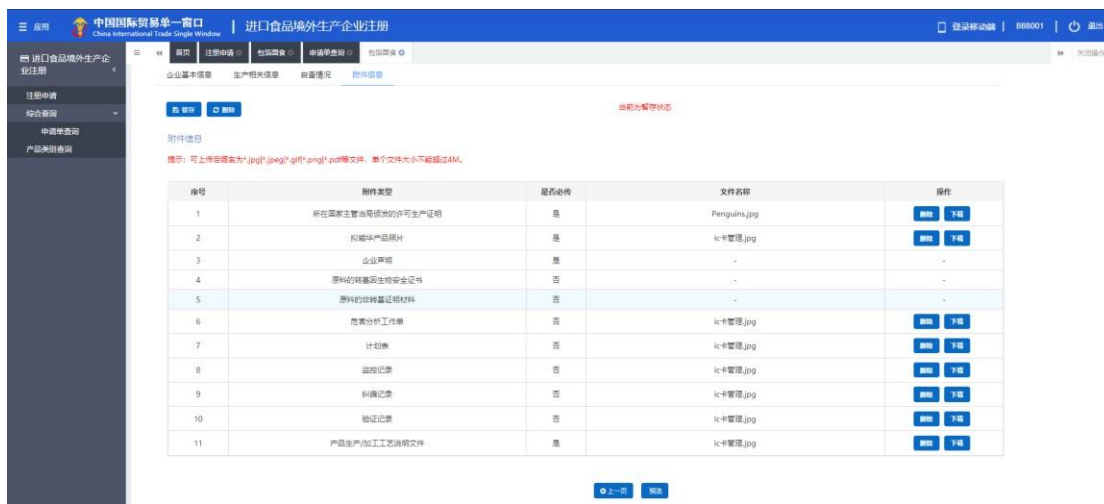 应用 中国国际贸易单一窗口 China International Trade Single Window 进口食品境外生产企业注册 登录移动端 BBB001 退出
首页 注册申请 包馅面食 申请单查询 包馅面食 关闭操作
进口食品境外生产企
业注册
注册申请
综合查询
申请单查询
产品类别查询
企业基本信息 生产相关信息 自查情况 附件信息
暂存 删除 当前为暂存状态
附件信息
提示：可上传后缀名为*.jpg|*.jpeg|*.gif|*.png|*.pdf等文件，单个文件大小不能超过4M。
序号 附件类型 是否必传 文件名称 操作
1 所在国家主管当局颁发的许可生产证明 是 Penguins.jpg 删除 下载
2 拟输华产品照片 是 ic卡管理.jpg 删除 下载
3 企业声明 是 - -
4 原料的转基因生物安全证书 否 - -
5 原料的非转基证明材料 否 - -
6 危害分析工作单 否 ic卡管理.jpg 删除 下载
7 计划表 否 ic卡管理.jpg 删除 下载
8 监控记录 否 ic卡管理.jpg 删除 下载
9 纠偏记录 否 ic卡管理.jpg 删除 下载
10 验证记录 否 ic卡管理.jpg 删除 下载
11 产品生产/加工工艺说明文件 是 ic卡管理.jpg 删除 下载
上一页 预览